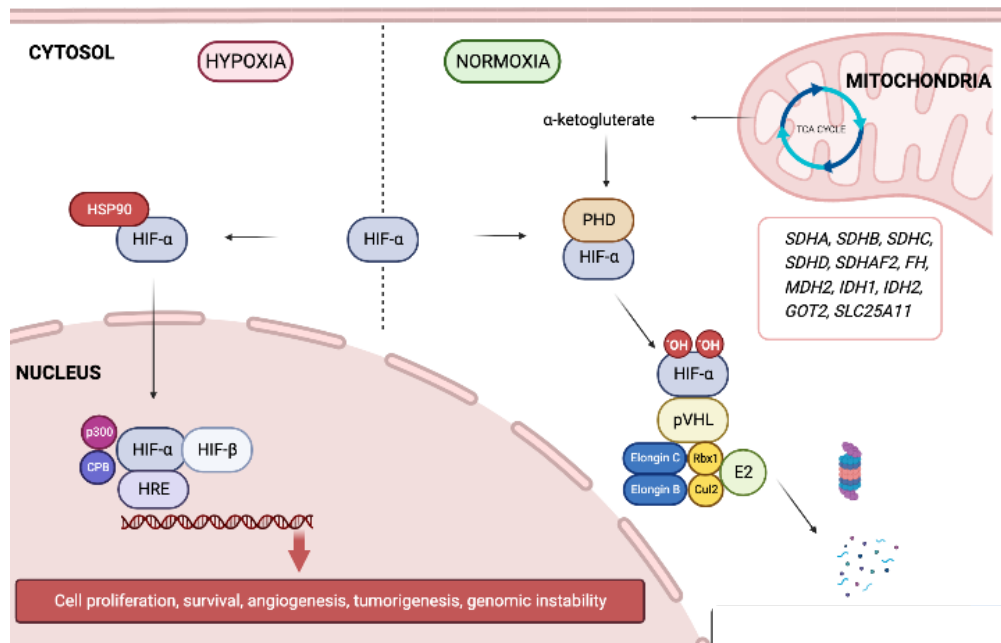 CYTOSOL
HYPOXIA
NORMOXIA
MITOCHONDRIA
TCA CYCLE
α-ketogluterate
HSP90
HIF-α
HIF-α
PHD
HIF-α
SDHA, SDHB, SDHC,
SDHD, SDHAF2, FH,
MDH2, IDH1, IDH2,
GOT2, SLC25A11
NUCLEUS
-OH -OH
HIF-α
pVHL
Elongin C Rbx1
Elongin B Cul2
E2
p300
CPB
HIF-α HIF-β
HRE
Cell proliferation, survival, angiogenesis, tumorigenesis, genomic instability